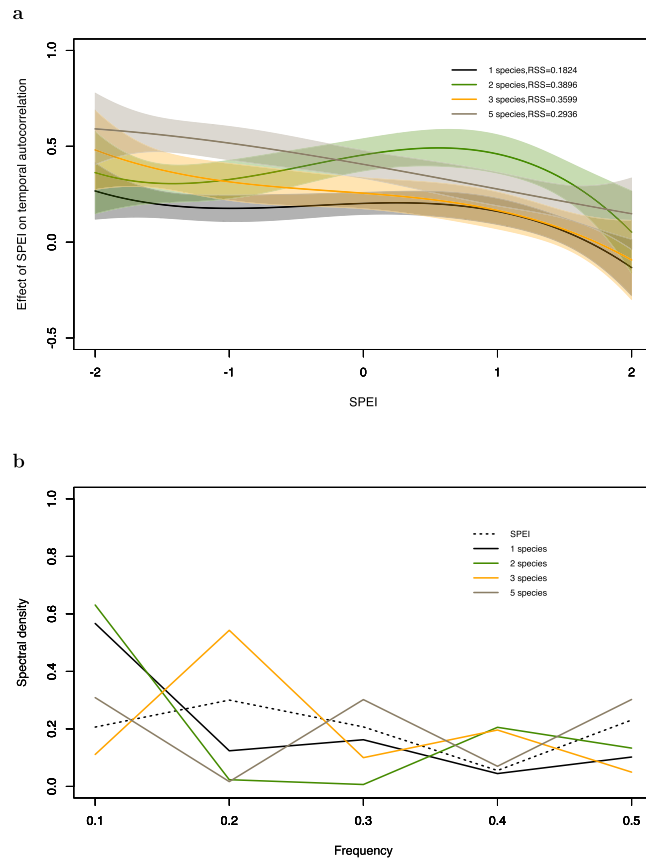 a
1.0
0.5
0.0
-0.5
Effect of SPEI on temporal autocorrelation
1 species,RSS=0.1824
2 species,RSS=0.3896
3 species,RSS=0.3599
5 species,RSS=0.2936
-2 -1 0 1 2
SPEI
b
1.0
0.8
0.6
0.4
0.2
0.0
Spectral density
SPEI
1 species
2 species
3 species
5 species
0.1 0.2 0.3 0.4 0.5
Frequency